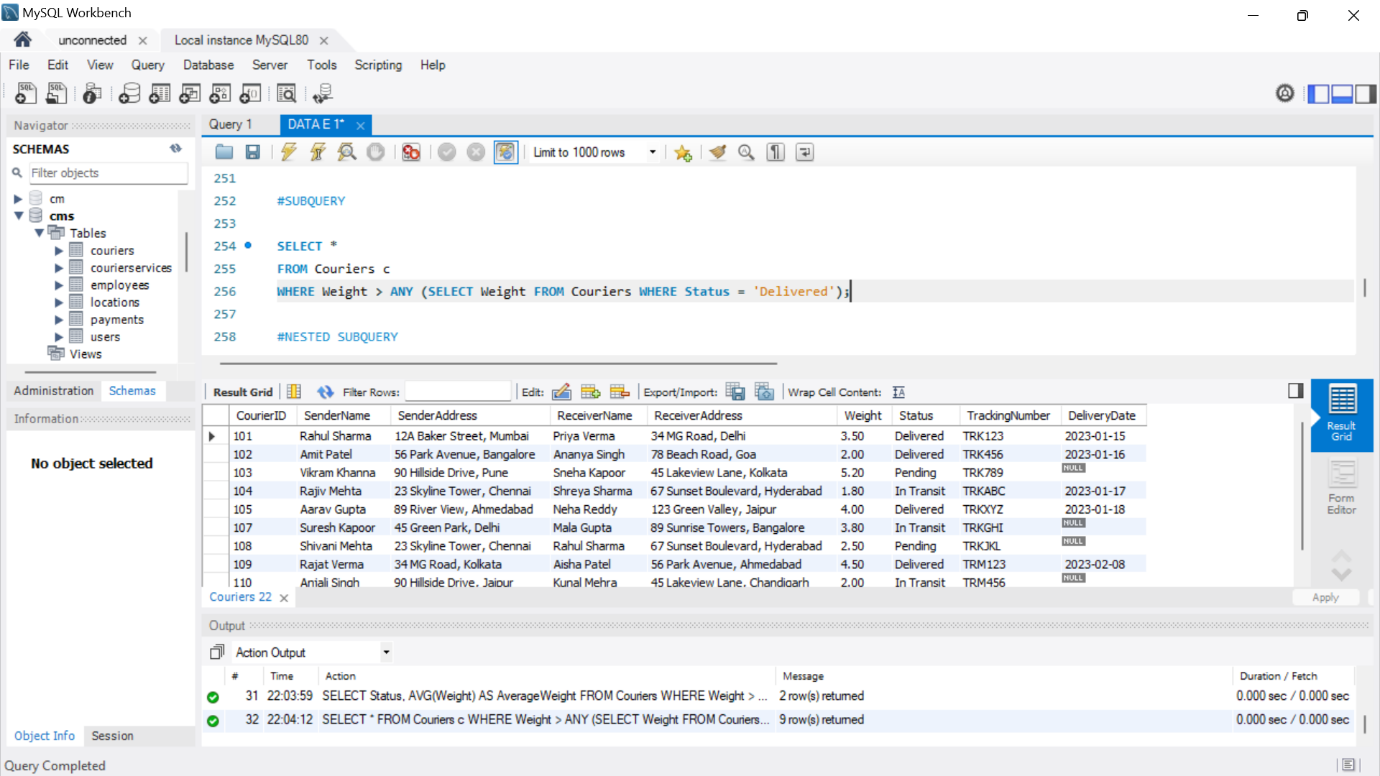 MySQL Workbench
unconnected
Local instance MySQL80
File Edit View Query Database Server Tools Scripting Help
Navigator
SCHEMAS
Filter objects
cm
cms
Tables
couriers
courierservices
employees
locations
payments
users
Views
Administration Schemas
Information
No object selected
Object Info Session
Query Completed
Query 1 DATA E 1*
Limit to 1000 rows
251
252 #SUBQUERY
253
254 SELECT *
255 FROM Couriers c
256 WHERE Weight > ANY (SELECT Weight FROM Couriers WHERE Status = 'Delivered');
257
258 #NESTED SUBQUERY
Result Grid Filter Rows: Edit: Export/Import: Wrap Cell Content:
CourierID SenderName SenderAddress ReceiverName ReceiverAddress Weight Status TrackingNumber DeliveryDate
101 Rahul Sharma 12A Baker Street, Mumbai Priya Verma 34 MG Road, Delhi 3.50 Delivered TRK123 2023-01-15
102 Amit Patel 56 Park Avenue, Bangalore Ananya Singh 78 Beach Road, Goa 2.00 Delivered TRK456 2023-01-16
103 Vikram Khanna 90 Hillside Drive, Pune Sneha Kapoor 45 Lakeview Lane, Kolkata 5.20 Pending TRK789 NULL
104 Rajiv Mehta 23 Skyline Tower, Chennai Shreya Sharma 67 Sunset Boulevard, Hyderabad 1.80 In Transit TRKABC 2023-01-17
105 Aarav Gupta 89 River View, Ahmedabad Neha Reddy 123 Green Valley, Jaipur 4.00 Delivered TRKXYZ 2023-01-18
107 Suresh Kapoor 45 Green Park, Delhi Mala Gupta 89 Sunrise Towers, Bangalore 3.80 In Transit TRKGHI NULL
108 Shivani Mehta 23 Skyline Tower, Chennai Rahul Sharma 67 Sunset Boulevard, Hyderabad 2.50 Pending TRKJKL NULL
109 Rajat Verma 34 MG Road, Kolkata Aisha Patel 56 Park Avenue, Ahmedabad 4.50 Delivered TRM123 2023-02-08
110 Anjali Singh 90 Hillside Drive, Jaipur Kunal Mehra 45 Lakeview Lane, Chandigarh 2.00 In Transit TRM456 NULL
Result Grid
Form Editor
Couriers 22
Apply
Output
Action Output
# Time Action Message Duration / Fetch
31 22:03:59 SELECT Status, AVG(Weight) AS AverageWeight FROM Couriers WHERE Weight > ... 2 row(s) returned 0.000 sec / 0.000 sec
32 22:04:12 SELECT * FROM Couriers c WHERE Weight > ANY (SELECT Weight FROM Couriers... 9 row(s) returned 0.000 sec / 0.000 sec